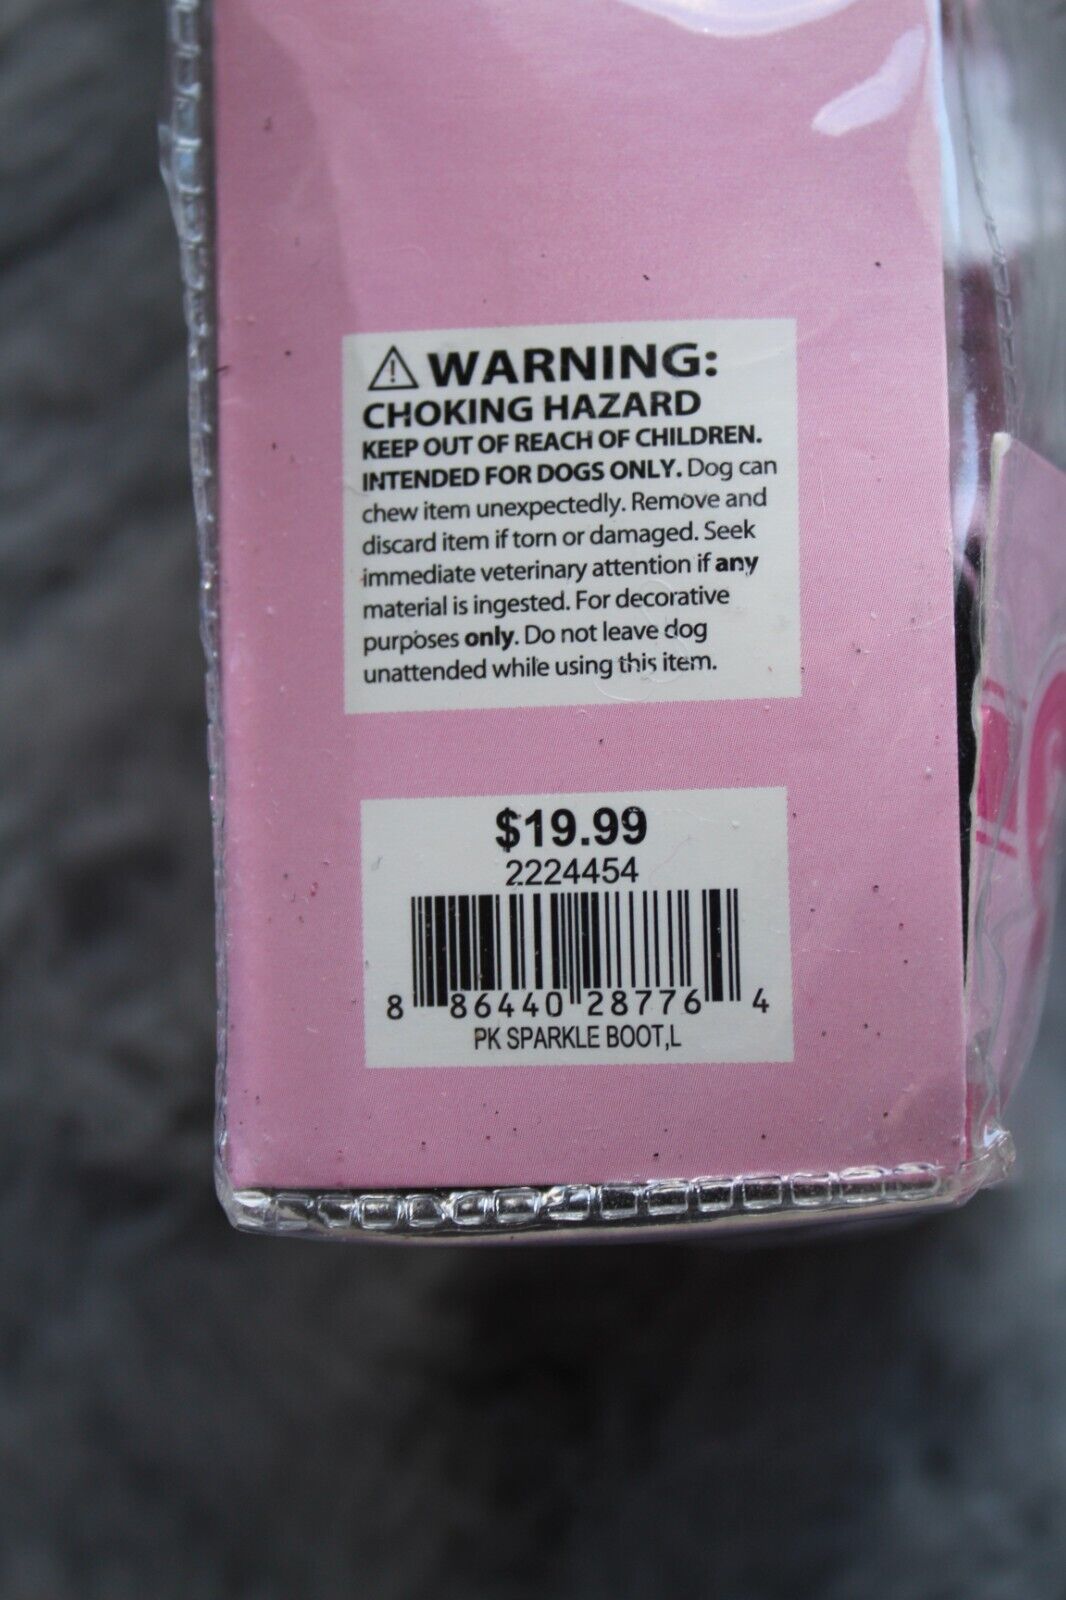 ⚠ WARNING:
CHOKING HAZARD
KEEP OUT OF REACH OF CHILDREN.
INTENDED FOR DOGS ONLY. Dog can
chew item unexpectedly. Remove and
discard item if torn or damaged. Seek
immediate veterinary attention if any
material is ingested. For decorative
purposes only. Do not leave dog
unattended while using this item.
$19.99
2224454
8 86440 28776 4
PK SPARKLE BOOT,L